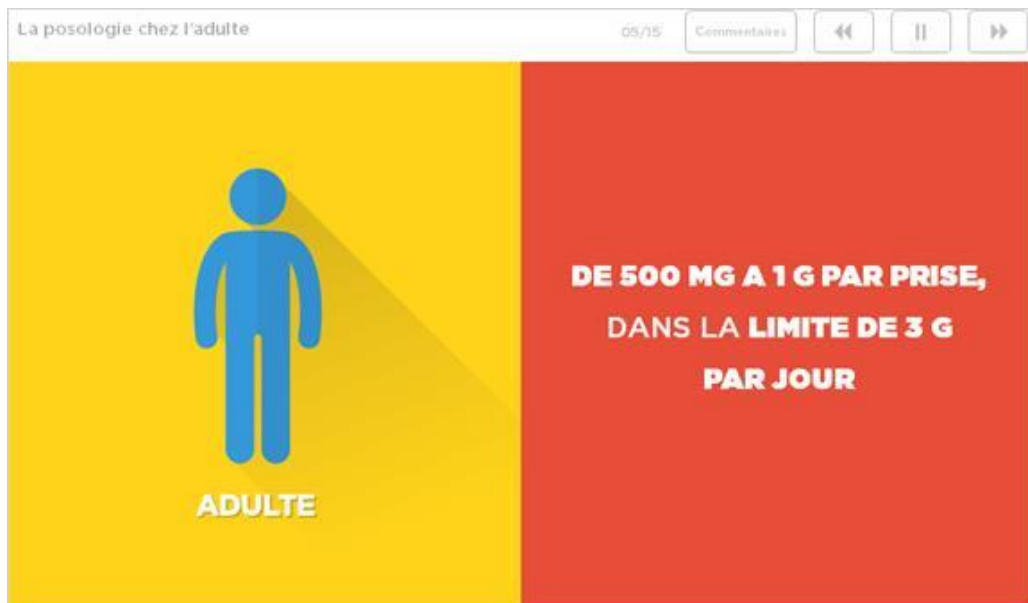 La posologie chez l'adulte
05/15
Commentaires
ADULTE
DE 500 MG A 1 G PAR PRISE,
DANS LA LIMITE DE 3 G
PAR JOUR